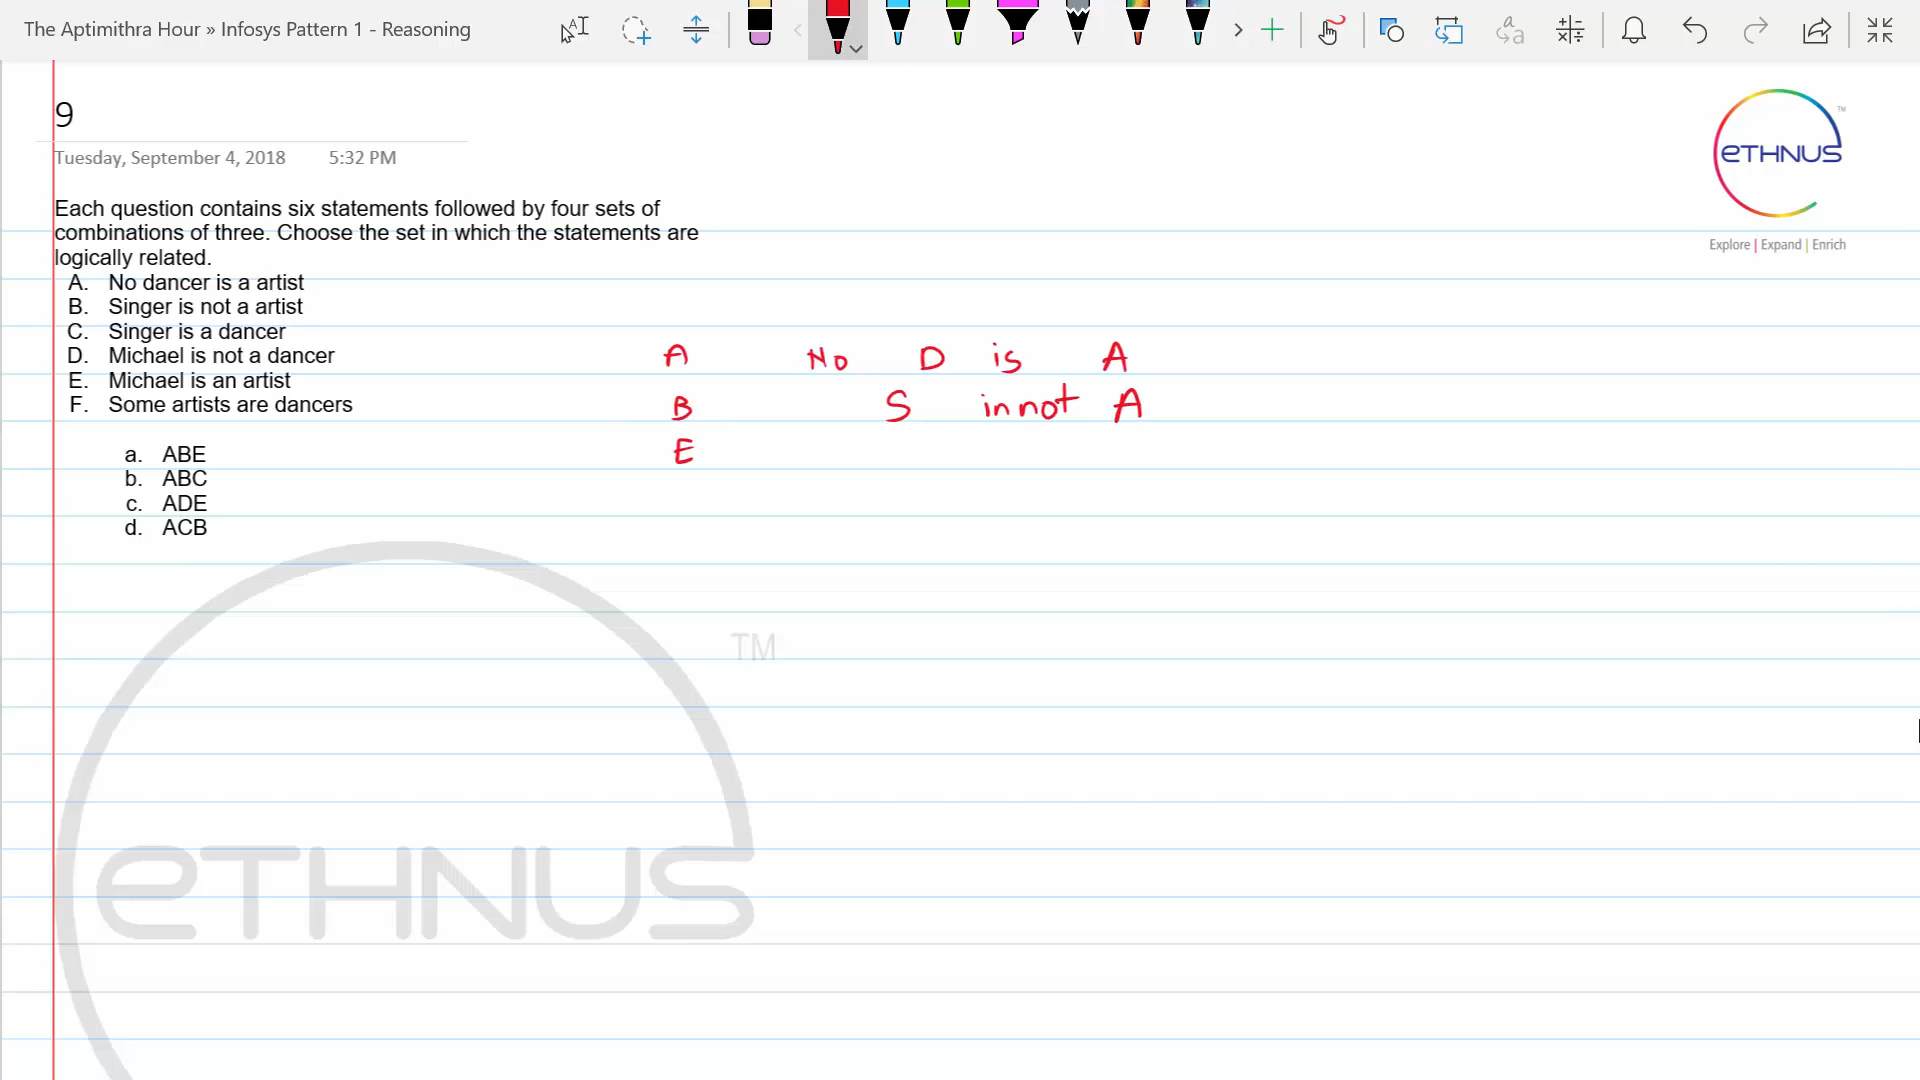 The Aptimithra Hour » Infosys Pattern 1 - Reasoning
9
Tuesday, September 4, 2018 5:32 PM
ETHNUS
TM
Explore | Expand | Enrich
Each question contains six statements followed by four sets of
combinations of three. Choose the set in which the statements are
logically related.
A. No dancer is a artist
B. Singer is not a artist
C. Singer is a dancer
D. Michael is not a dancer
E. Michael is an artist
F. Some artists are dancers
a. ABE
b. ABC
c. ADE
d. ACB
A No D is A
B S in not A
E
TM
ETHNUS